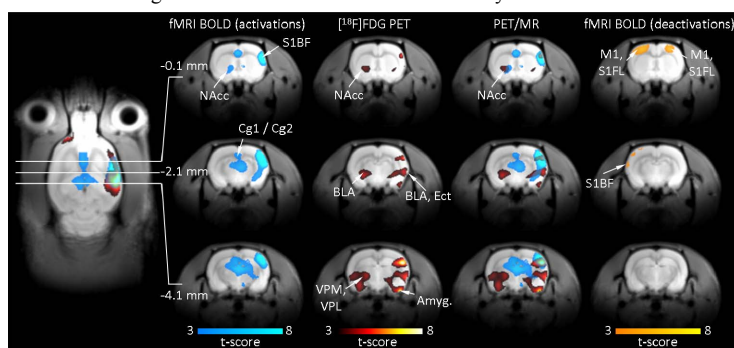 fMRI BOLD (activations) [¹⁸F]FDG PET PET/MR fMRI BOLD (deactivations)
S1BF
M1, S1FL
M1, S1FL
-0.1 mm
NAcc
NAcc
NAcc
Cg1 / Cg2
-2.1 mm
BLA
BLA, Ect
S1BF
VPM, VPL
Amyg.
-4.1 mm
3 8 3 8 3 8
t-score t-score t-score